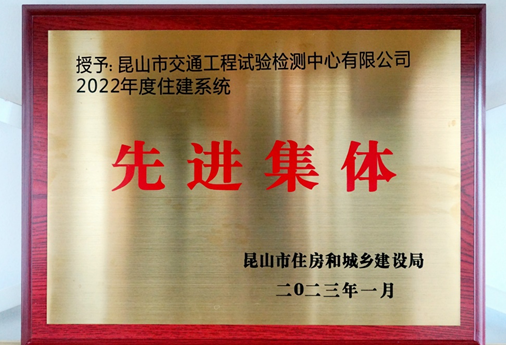 授予: 昆山市交通工程试验检测中心有限公司
2022年度住建系统
先进集体
昆山市住房和城乡建设局
二〇二三年一月